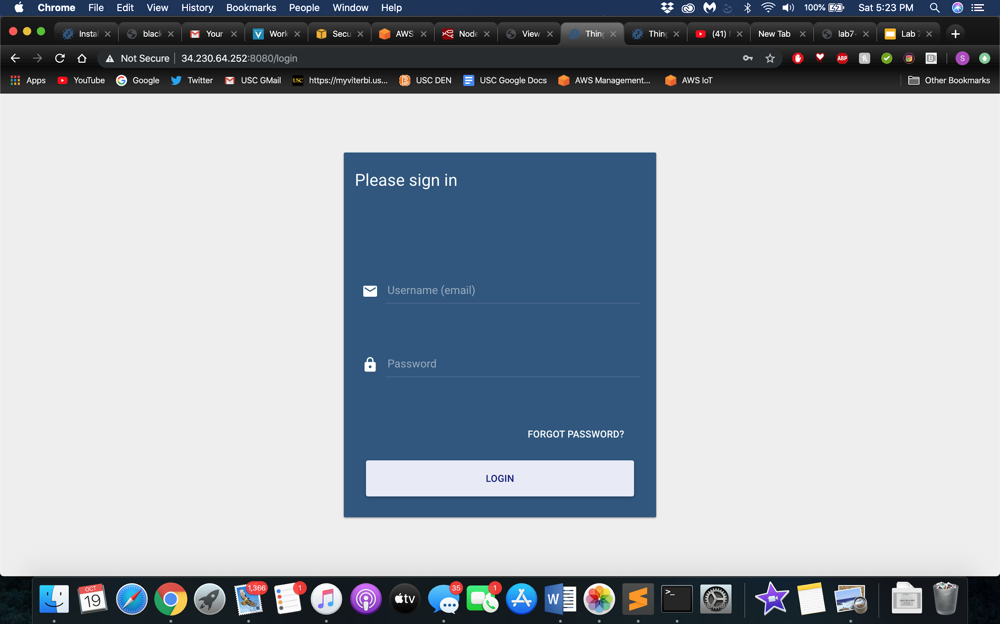 Chrome File Edit View History Bookmarks People Window Help 100% Sat 5:23 PM
Instal black Your Work Secu AWS Node View Thing Thing (41) New Tab lab7- Lab 7
Not Secure 34.230.64.252:8080/login ABP h B S
Apps YouTube Google Twitter USC GMail USC https://myviterbi.us... USC DEN USC Google Docs AWS Management... AWS IoT Other Bookmarks
Please sign in
Username (email)
Password
FORGOT PASSWORD?
LOGIN
OCT
19
1,366
1
tv
35
1
W
>_